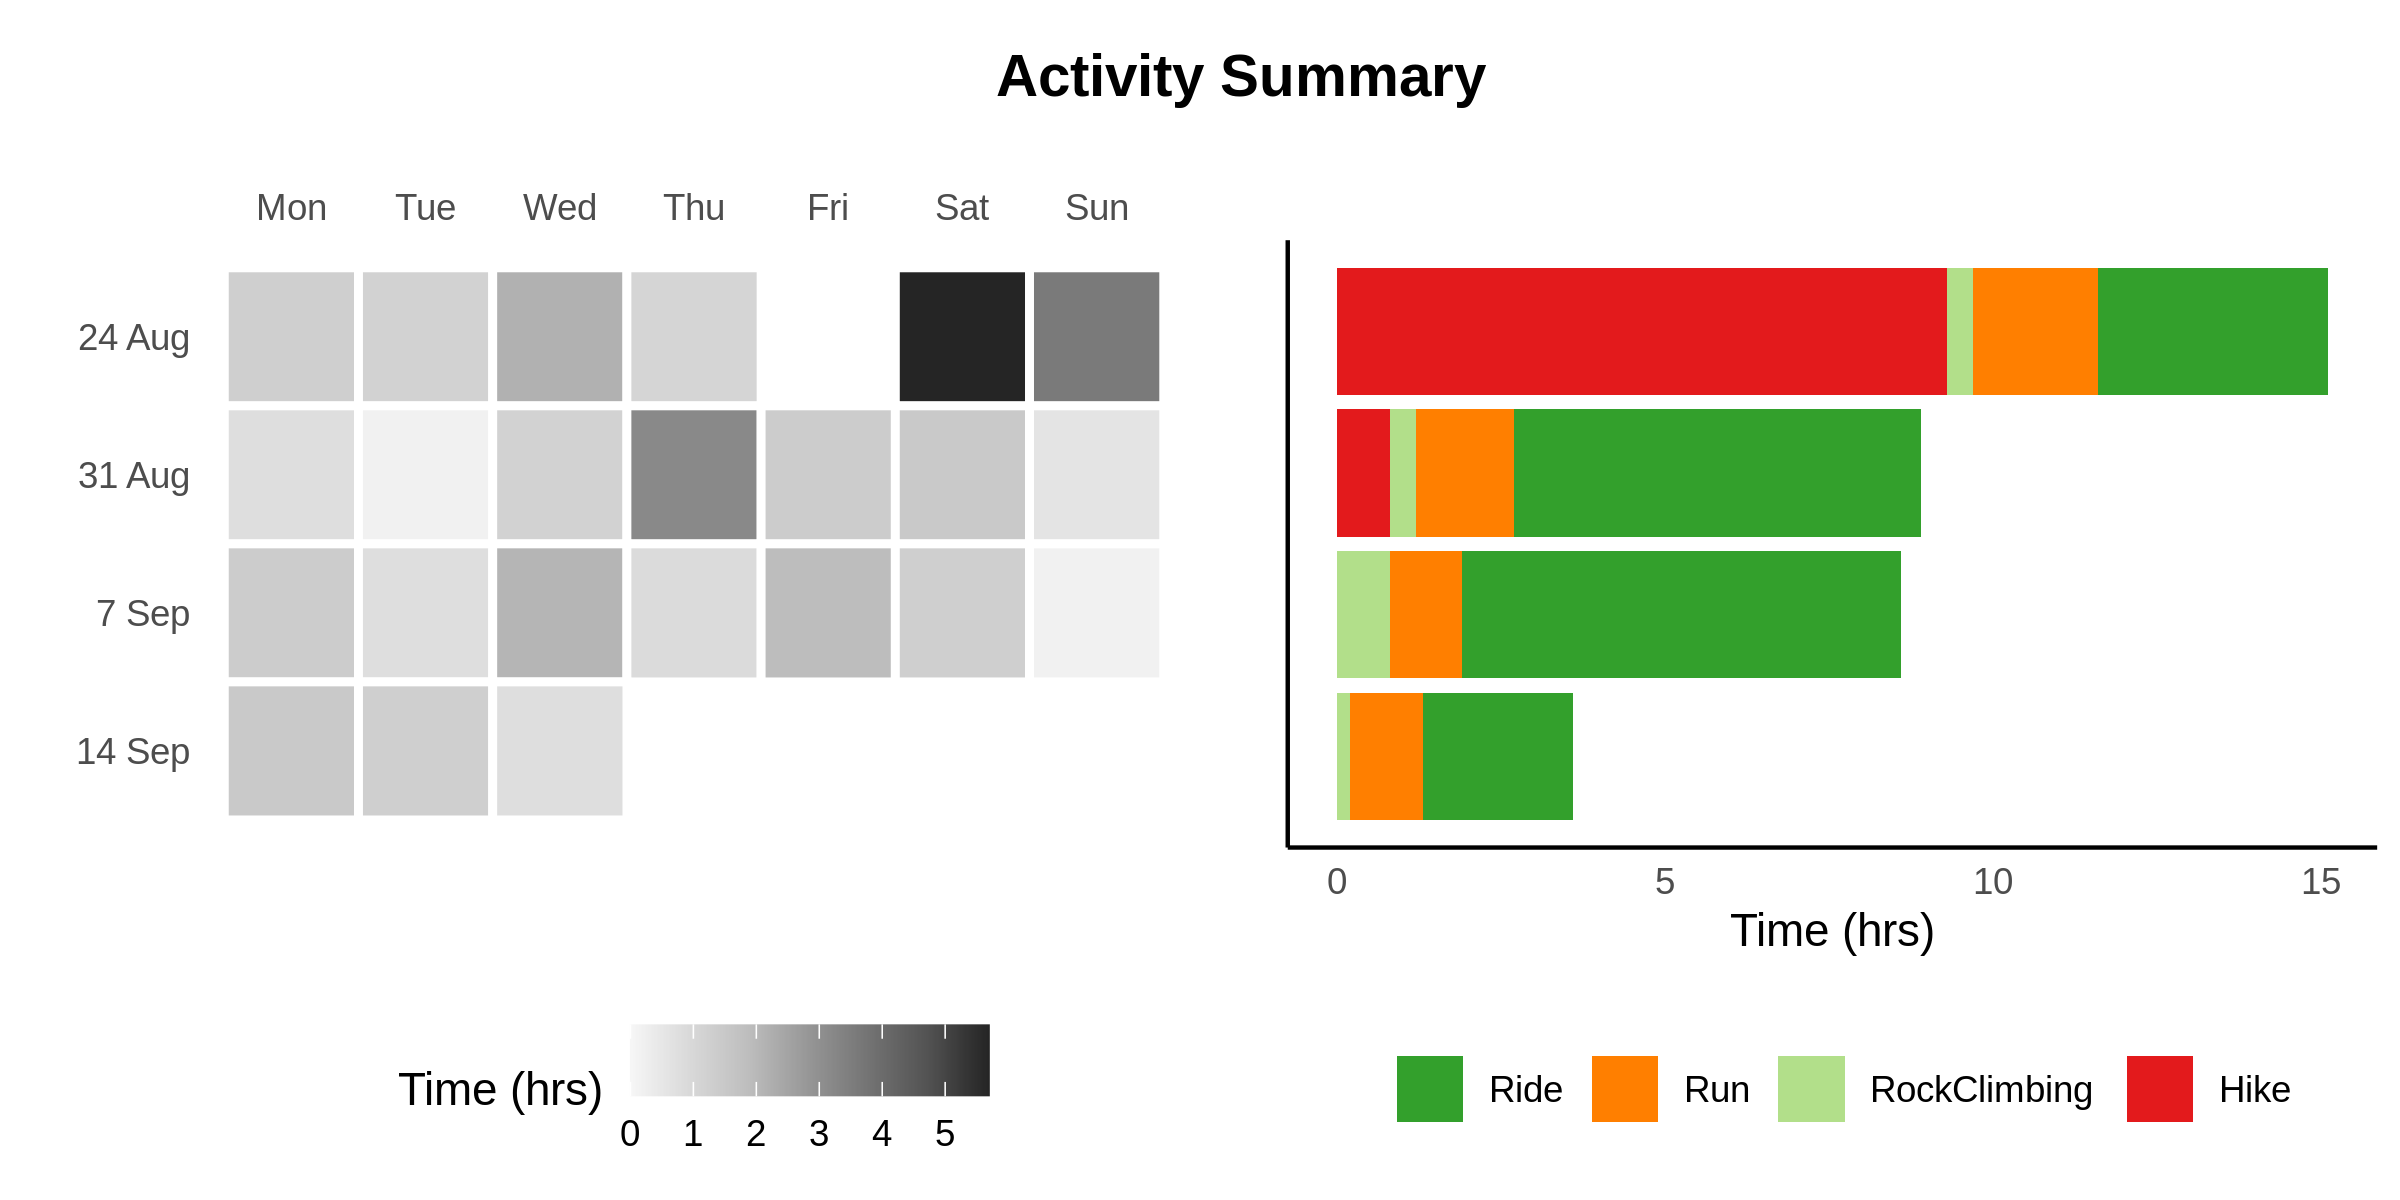 Activity Summary
Mon Tue Wed Thu Fri Sat Sun
24 Aug
31 Aug
7 Sep
14 Sep
0 5 10 15
Time (hrs)
Time (hrs)
0 1 2 3 4 5
Ride Run RockClimbing Hike